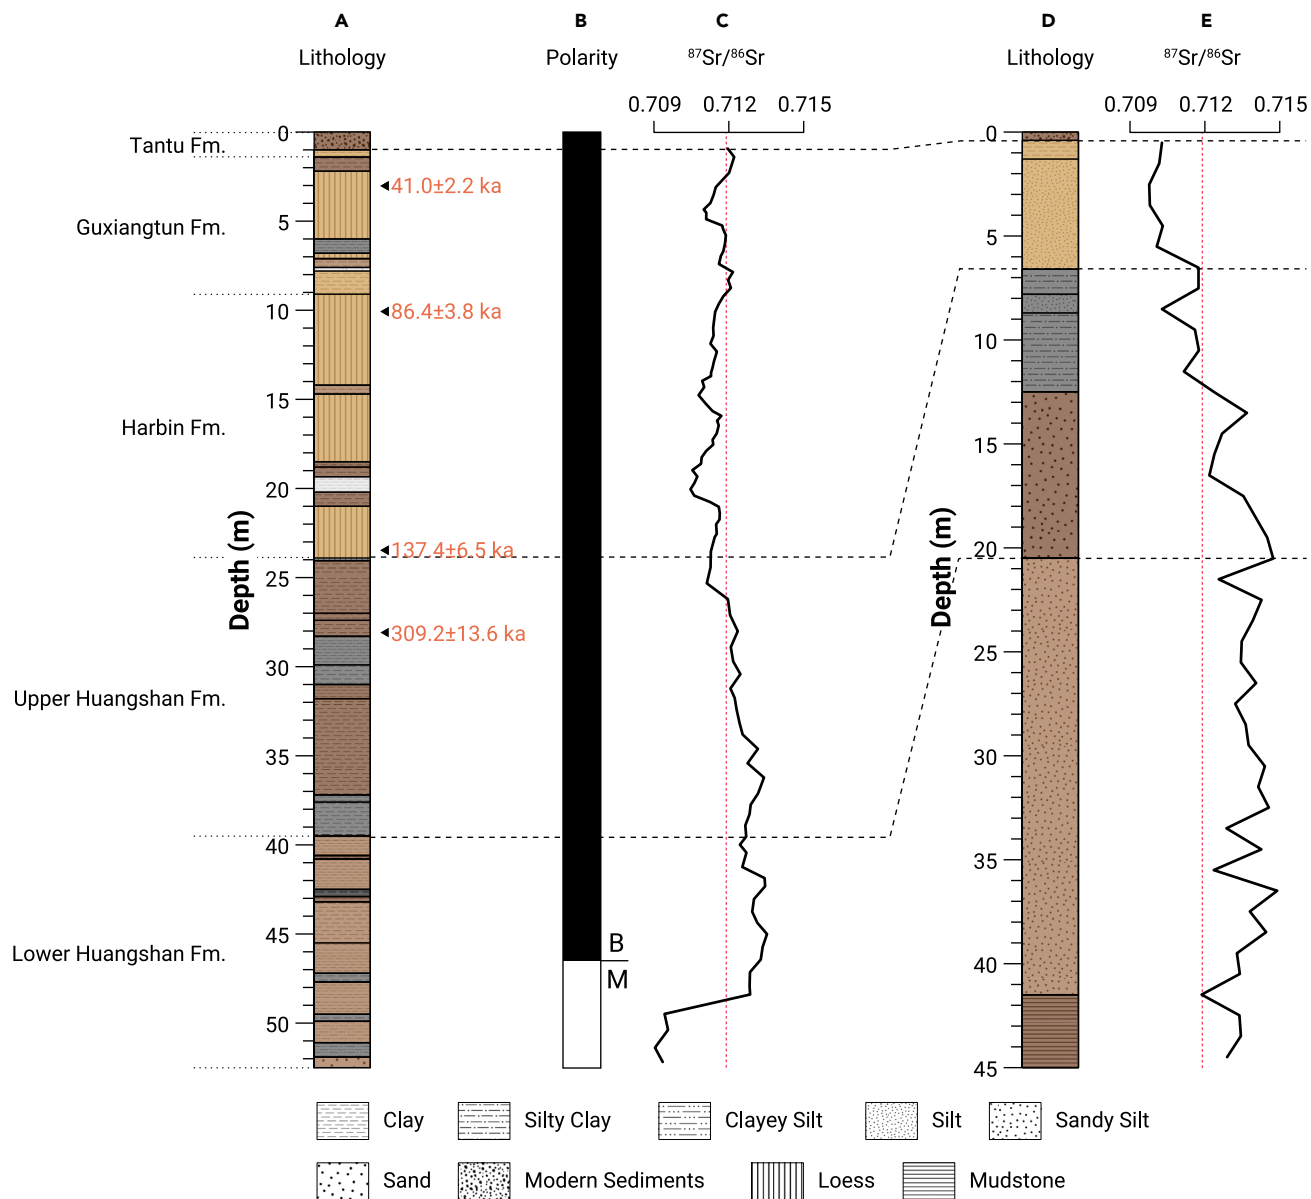 A B C D E
Lithology Polarity ⁸⁷Sr/⁸⁶Sr Lithology ⁸⁷Sr/⁸⁶Sr
0.709 0.712 0.715 0.709 0.712 0.715
0 0
Tantu Fm.
41.0±2.2 ka
5 5
Guxiangtun Fm.
10 10
86.4±3.8 ka
15 15
Harbin Fm.
20 20
137.4±6.5 ka
Depth (m) Depth (m)
25 25
309.2±13.6 ka
30 30
Upper Huangshan Fm.
35 35
40 40
45 45
B
Lower Huangshan Fm.
M
50
Clay Silty Clay Clayey Silt Silt Sandy Silt
Sand Modern Sediments Loess Mudstone